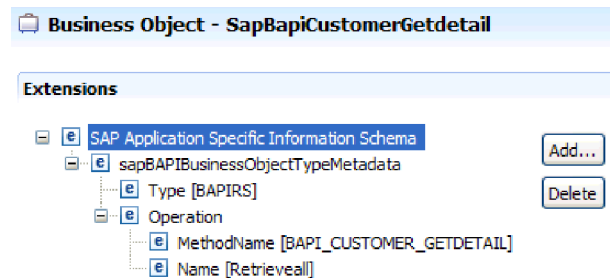 Business Object - SapBapiCustomerGetdetail
Extensions
SAP Application Specific Information Schema
Add...
sapBAPIBusinessObjectTypeMetadata
Type [BAPIRS]
Delete
Operation
MethodName [BAPI_CUSTOMER_GETDETAIL]
Name [Retrieveall]